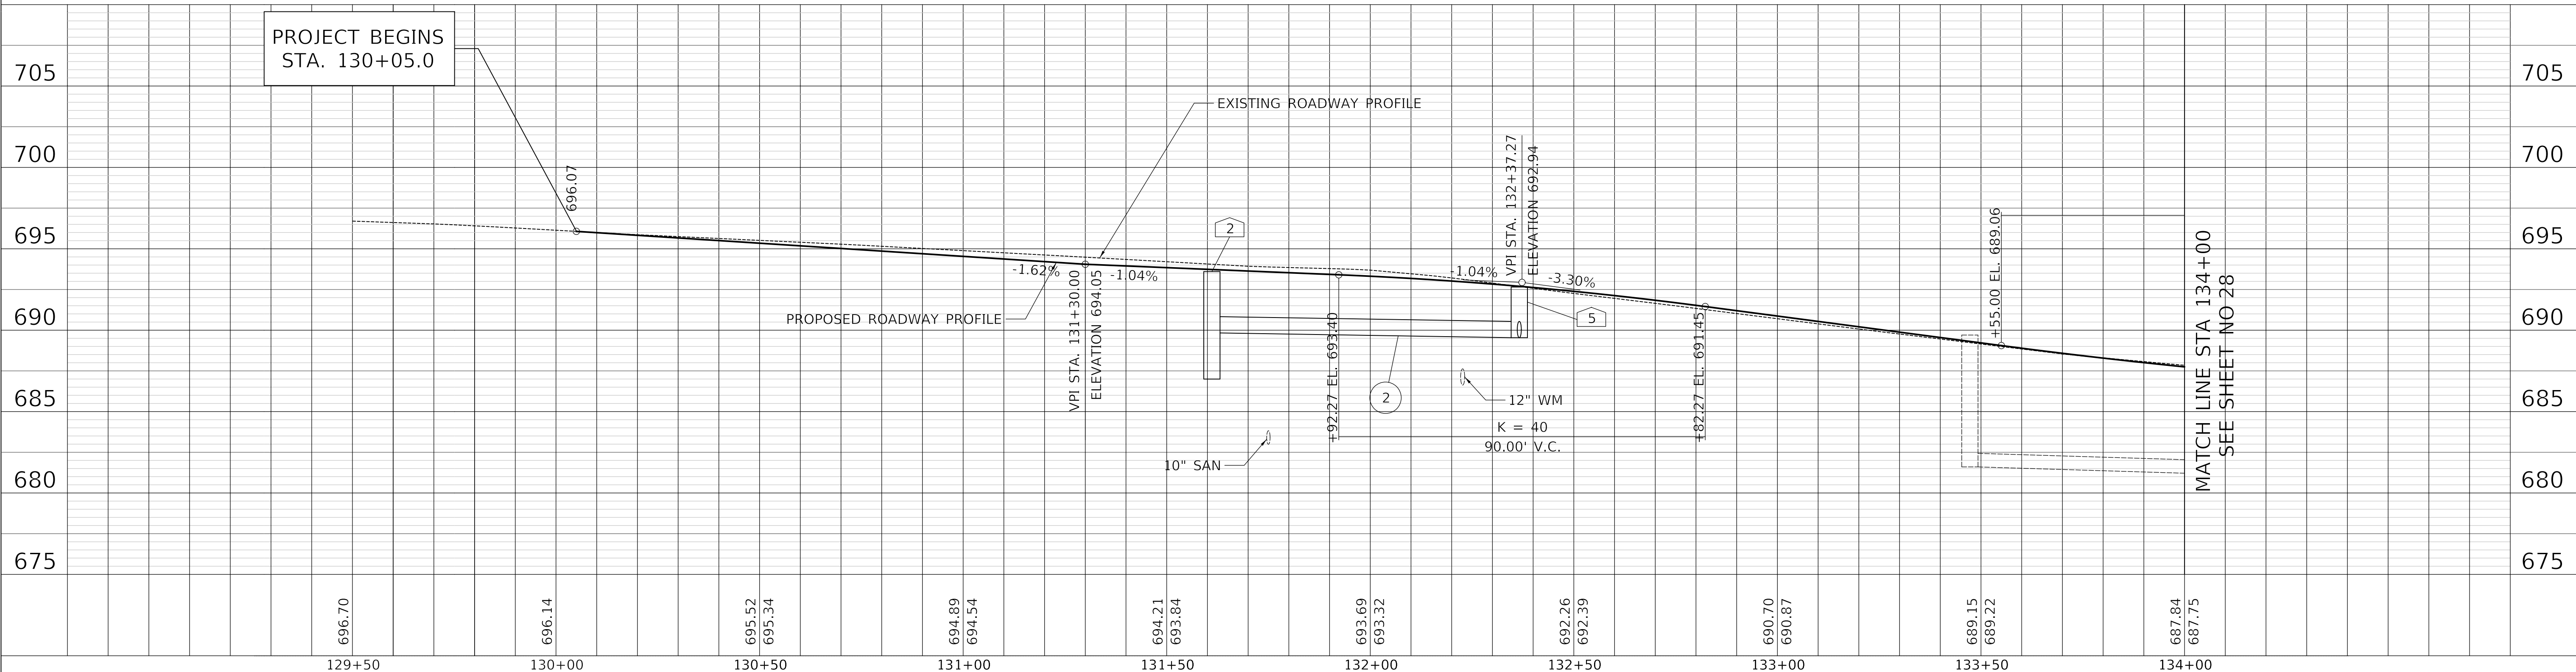 PROJECT BEGINS
STA. 130+05.0
705
705
EXISTING ROADWAY PROFILE
700
700
696.07
VPI STA. 132+37.27
ELEVATION 692.94
695
695
2
-1.62%
-1.04%
-1.04%
-3.30%
+55.00 EL. 689.06
MATCH LINE STA 134+00
SEE SHEET NO 28
PROPOSED ROADWAY PROFILE
VPI STA. 131+30.00
ELEVATION 694.05
5
690
690
+92.27 EL. 693.40
+82.27 EL. 691.45
2
12" WM
685
685
K = 40
90.00' V.C.
10" SAN
680
680
675
675
696.70
696.14
695.52
695.34
694.89
694.54
694.21
693.84
693.69
693.32
692.26
692.39
690.70
690.87
689.15
689.22
687.84
687.75
129+50
130+00
130+50
131+00
131+50
132+00
132+50
133+00
133+50
134+00